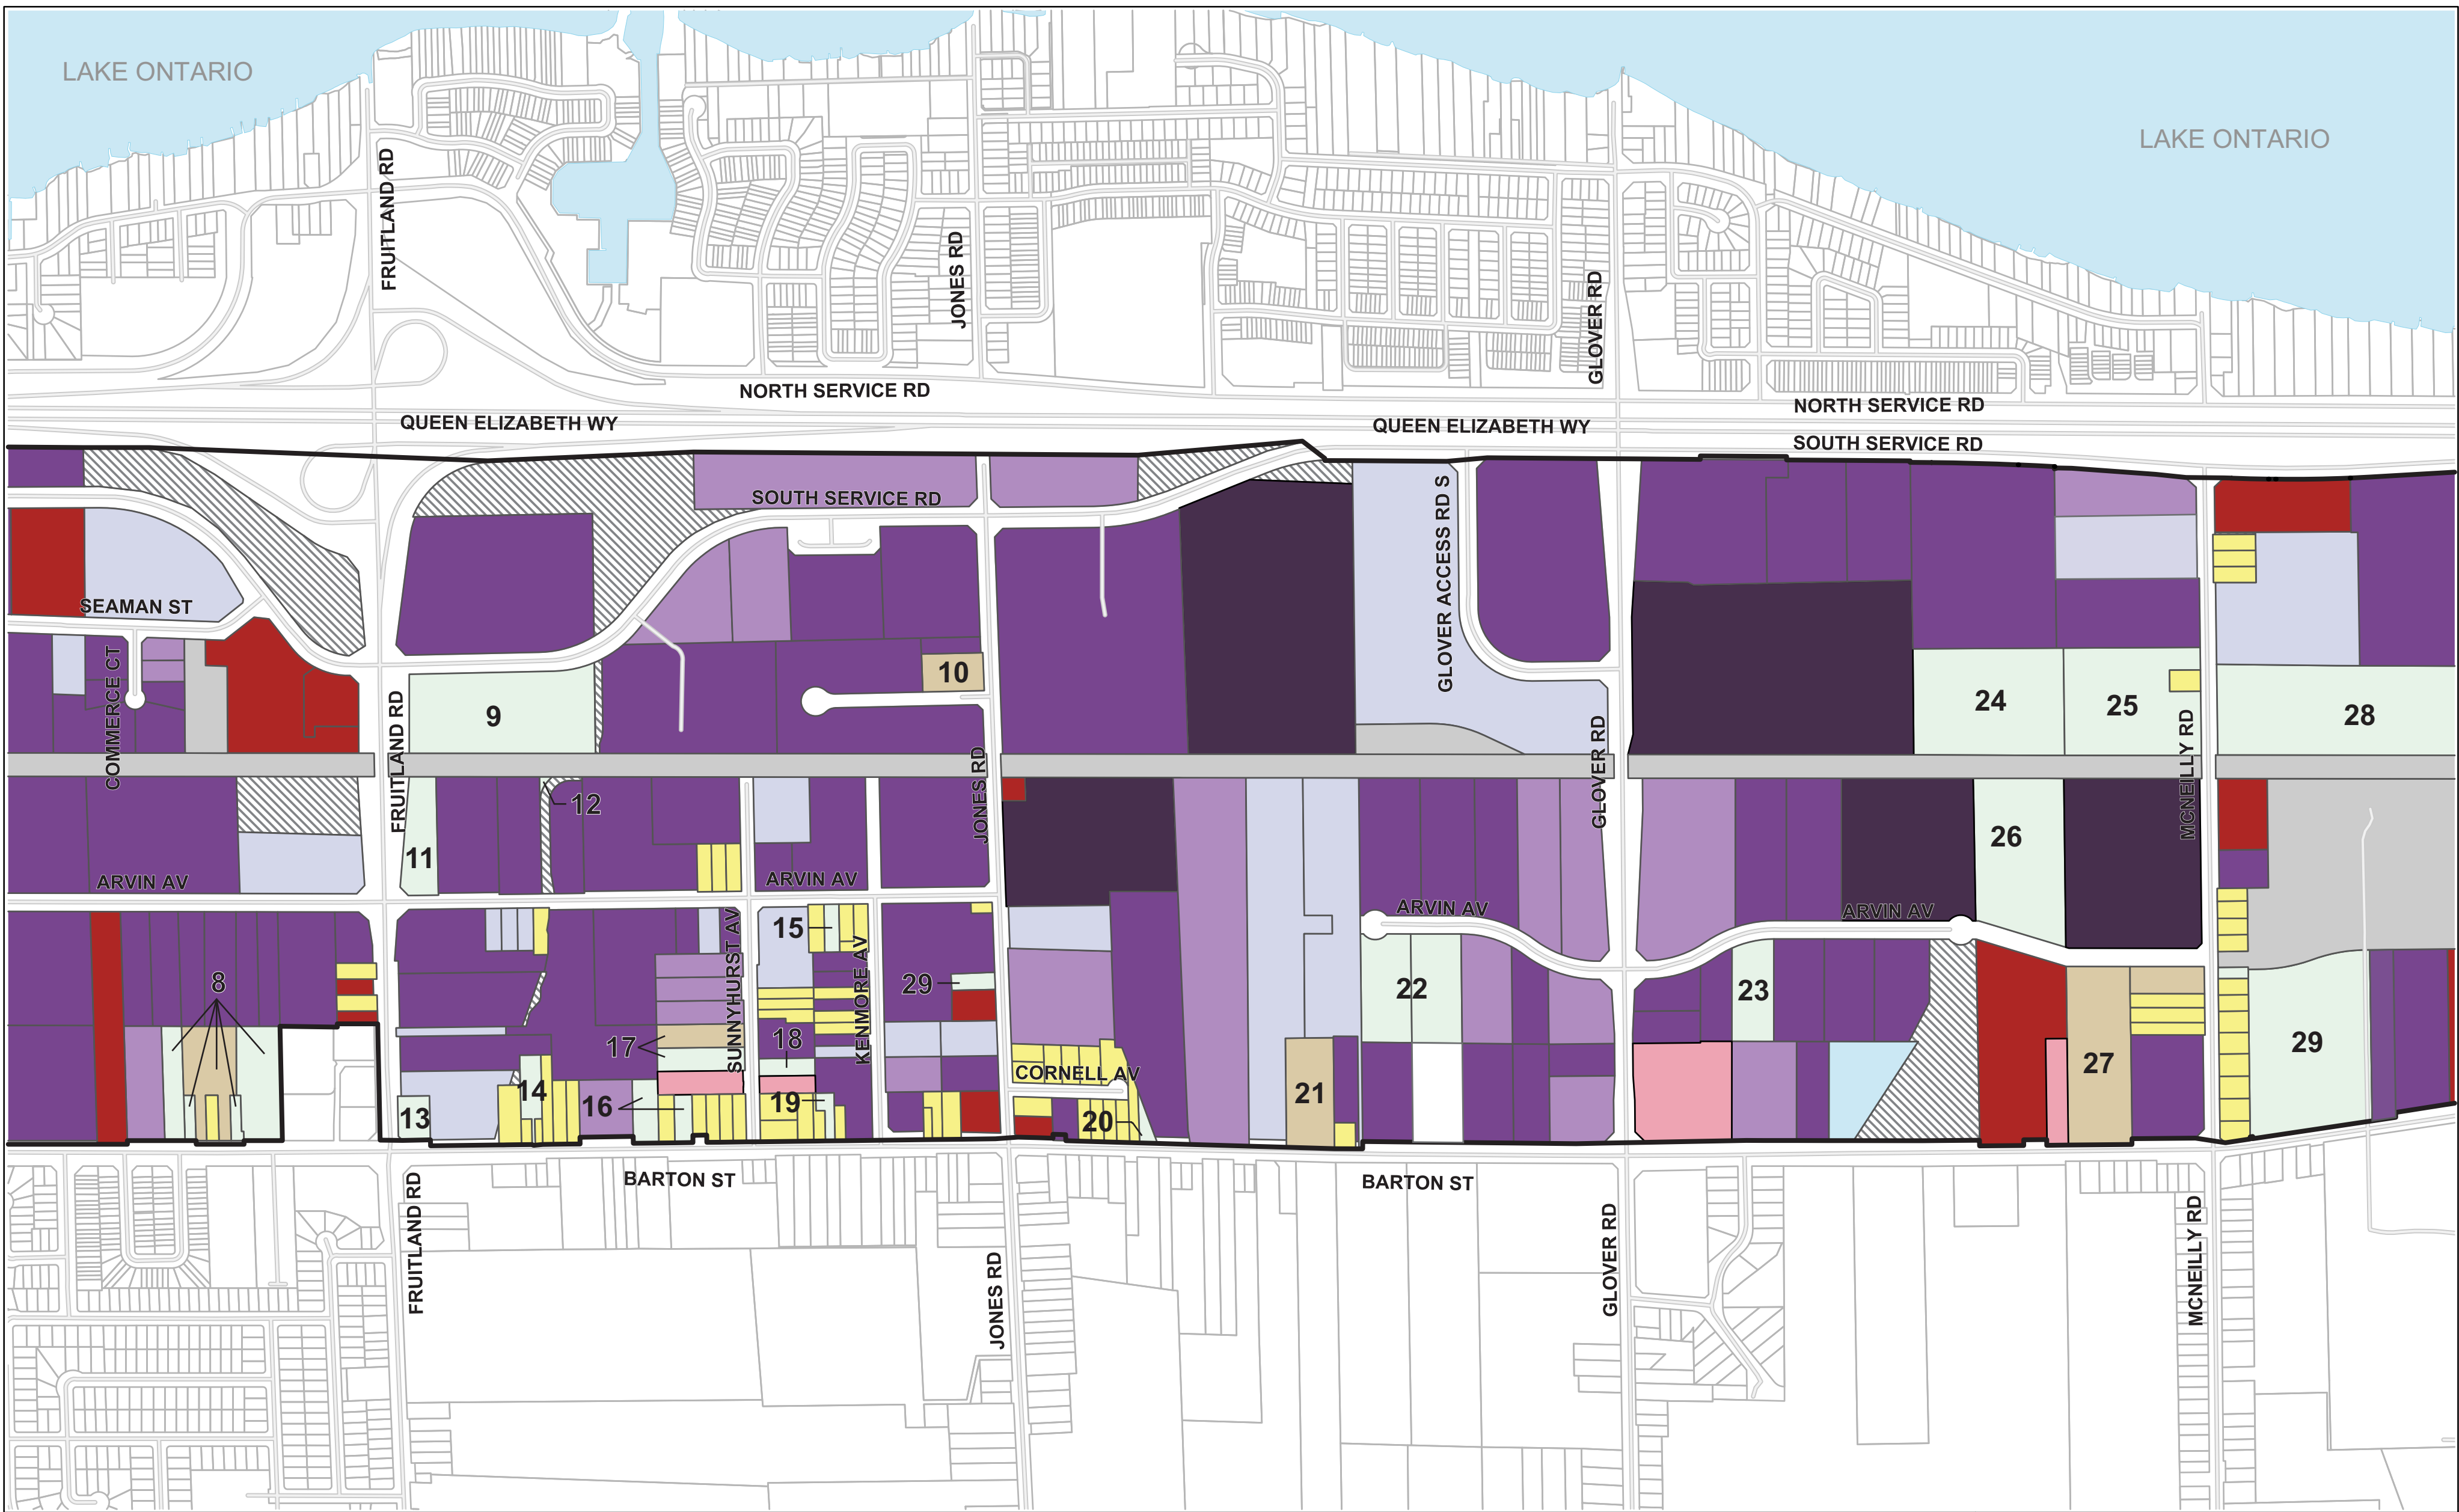 LAKE ONTARIO
LAKE ONTARIO
FRUITLAND RD
JONES RD
GLOVER RD
NORTH SERVICE RD
NORTH SERVICE RD
QUEEN ELIZABETH WY
QUEEN ELIZABETH WY
SOUTH SERVICE RD
SOUTH SERVICE RD
GLOVER ACCESS RD S
SEAMAN ST
COMMERCE CT
10
9
24
25
28
FRUITLAND RD
JONES RD
GLOVER RD
MCNEILLY RD
12
11
26
ARVIN AV
ARVIN AV
ARVIN AV
ARVIN AV
15
SUNNYHURST AV
KENMORE AV
8
29
22
23
17
18
29
CORNELL AV
27
14
16
19
21
13
20
BARTON ST
BARTON ST
FRUITLAND RD
JONES RD
GLOVER RD
MCNEILLY RD